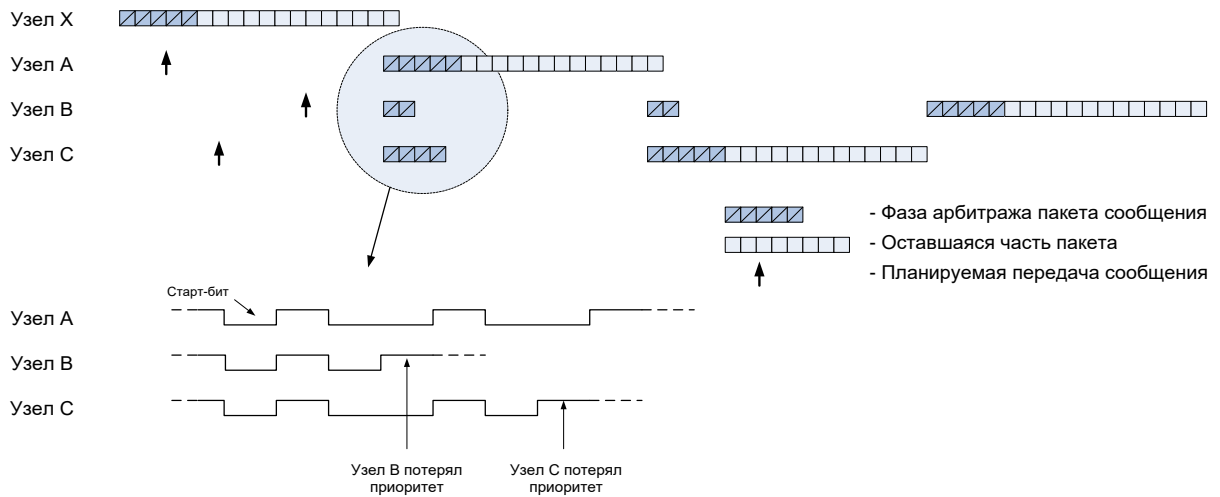 Узел X
Узел A
Узел B
Узел C
- Фаза арбитража пакета сообщения
- Оставшаяся часть пакета
- Планируемая передача сообщения
Старт-бит
Узел A
Узел B
Узел C
Узел B потерял
приоритет
Узел C потерял
приоритет